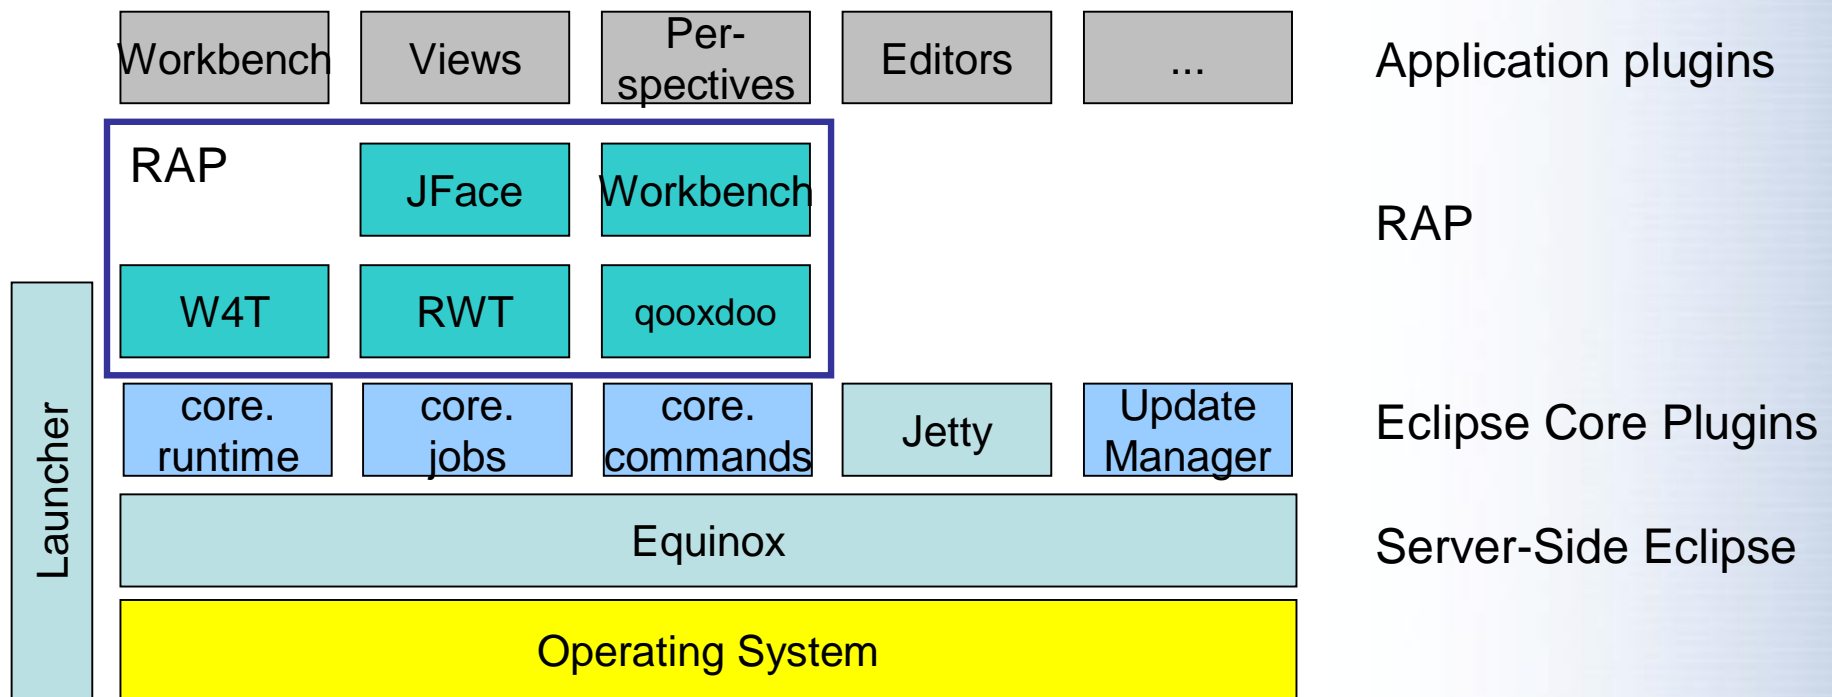 Workbench
Views
Per-
spectives
Editors
...
Application plugins
RAP
JFace
Workbench
RAP
W4T
RWT
qooxdoo
Launcher
core.
runtime
core.
jobs
core.
commands
Jetty
Update
Manager
Eclipse Core Plugins
Equinox
Server-Side Eclipse
Operating System